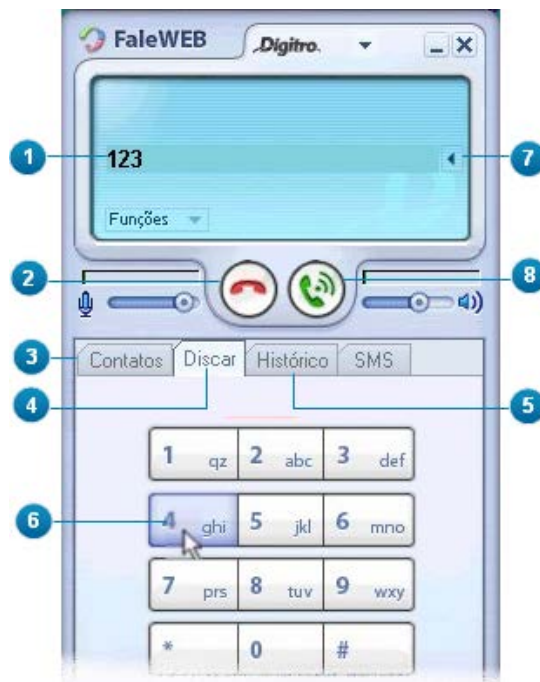 FaleWEB Dígitro
1 123 7
Funções
2 8
3 Contatos Discar Histórico SMS
4 5
1 qz 2 abc 3 def
6 4 ghi 5 jkl 6 mno
7 prs 8 tuv 9 wxy
* 0 #